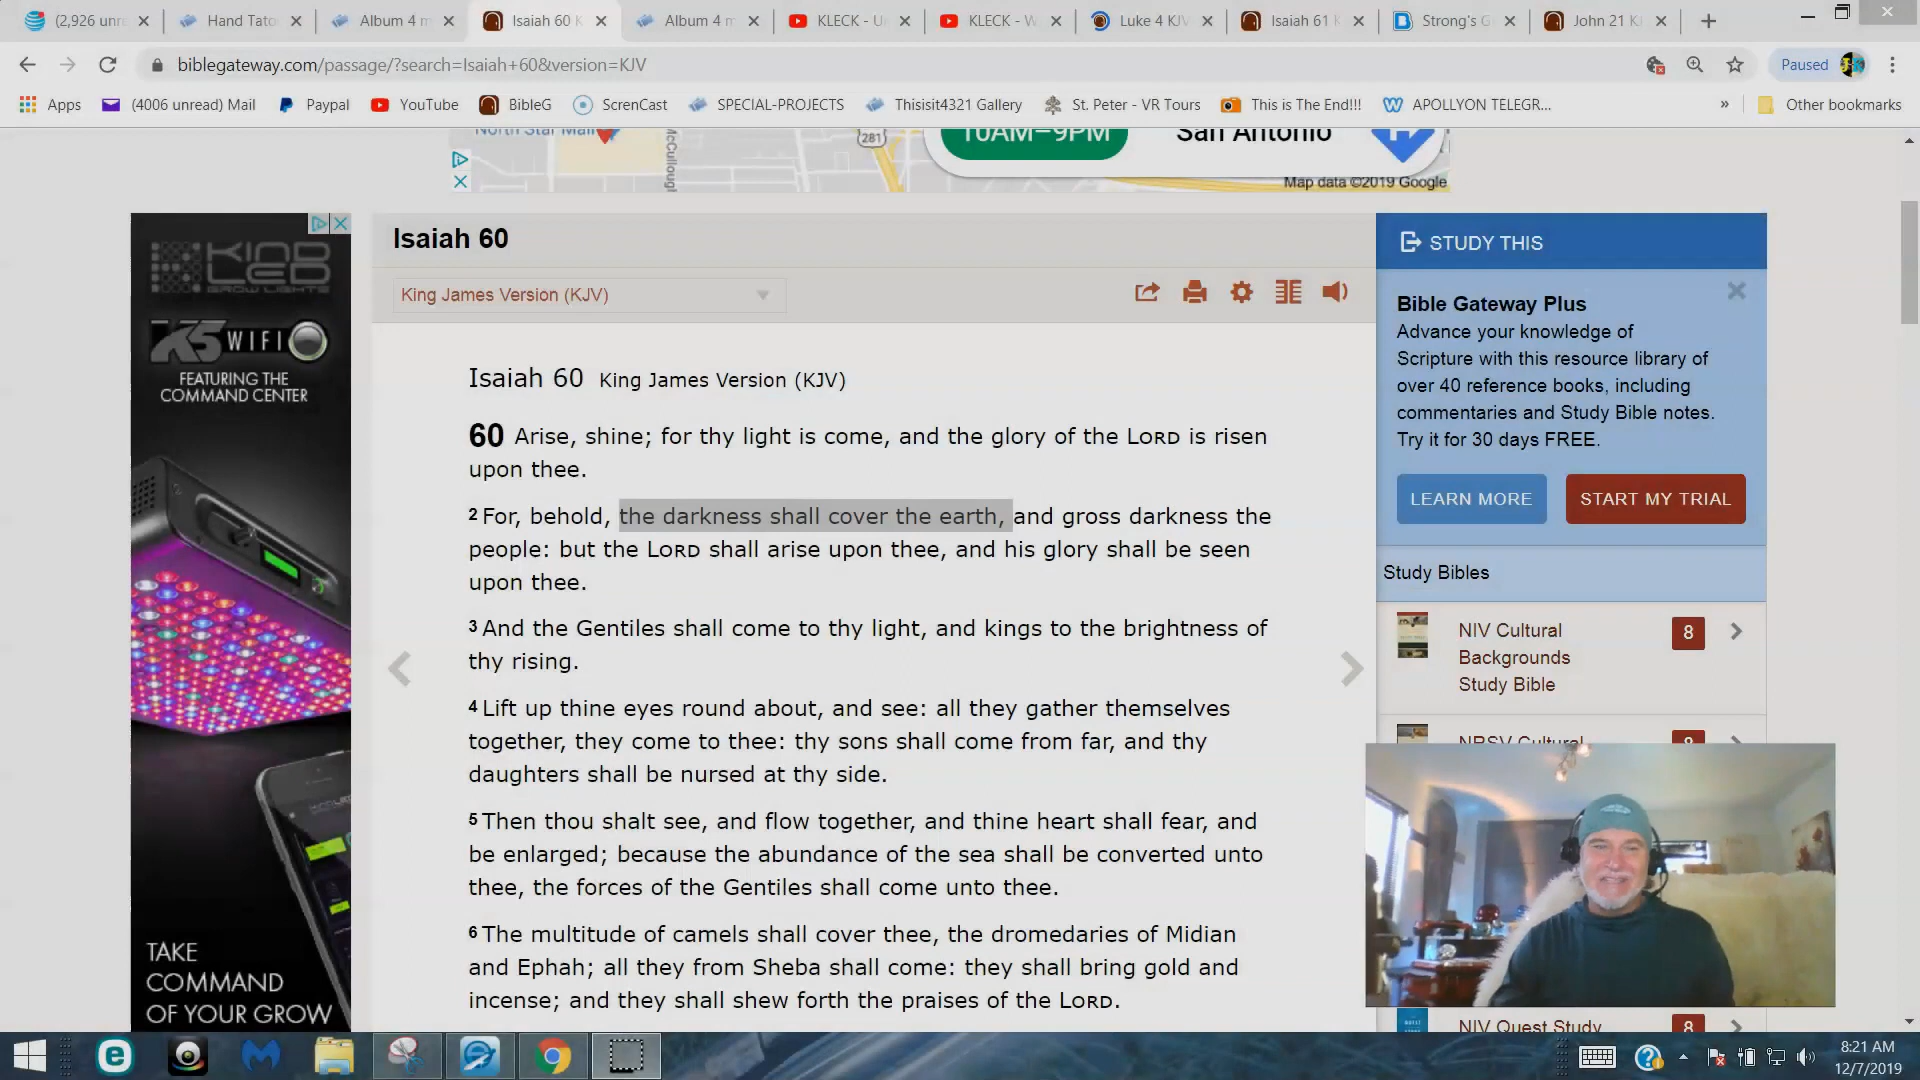 (2,926 unr
Hand Tato
Album 4 m
Isaiah 60 K
Album 4 m
KLECK - U
KLECK - W
Luke 4 KJV
Isaiah 61 K
Strong's G
John 21 KJ
biblegateway.com/passage/?search=Isaiah+60&version=KJV
Paused
Apps
(4006 unread) Mail
Paypal
YouTube
BibleG
ScrenCast
SPECIAL-PROJECTS
Thisisit4321 Gallery
St. Peter - VR Tours
This is The End!!!
APOLLYON TELEGR...
»
Other bookmarks
North Star Mall
McCullough
281
10AM–9PM
San Antonio
Map data ©2019 Google
KIND
LED
GROW LIGHTS
K5 WIFI
FEATURING THE
COMMAND CENTER
TAKE
COMMAND
OF YOUR GROW
Isaiah 60
King James Version (KJV)
Isaiah 60 King James Version (KJV)
60 Arise, shine; for thy light is come, and the glory of the LORD is risen
upon thee.
2 For, behold, the darkness shall cover the earth, and gross darkness the
people: but the LORD shall arise upon thee, and his glory shall be seen
upon thee.
3 And the Gentiles shall come to thy light, and kings to the brightness of
thy rising.
4 Lift up thine eyes round about, and see: all they gather themselves
together, they come to thee: thy sons shall come from far, and thy
daughters shall be nursed at thy side.
5 Then thou shalt see, and flow together, and thine heart shall fear, and
be enlarged; because the abundance of the sea shall be converted unto
thee, the forces of the Gentiles shall come unto thee.
6 The multitude of camels shall cover thee, the dromedaries of Midian
and Ephah; all they from Sheba shall come: they shall bring gold and
incense; and they shall shew forth the praises of the LORD.
STUDY THIS
Bible Gateway Plus
Advance your knowledge of
Scripture with this resource library of
over 40 reference books, including
commentaries and Study Bible notes.
Try it for 30 days FREE.
LEARN MORE
START MY TRIAL
Study Bibles
NIV Cultural
Backgrounds
Study Bible
8
NRSV Cultural
8
NIV Quest Study
8
8:21 AM
12/7/2019